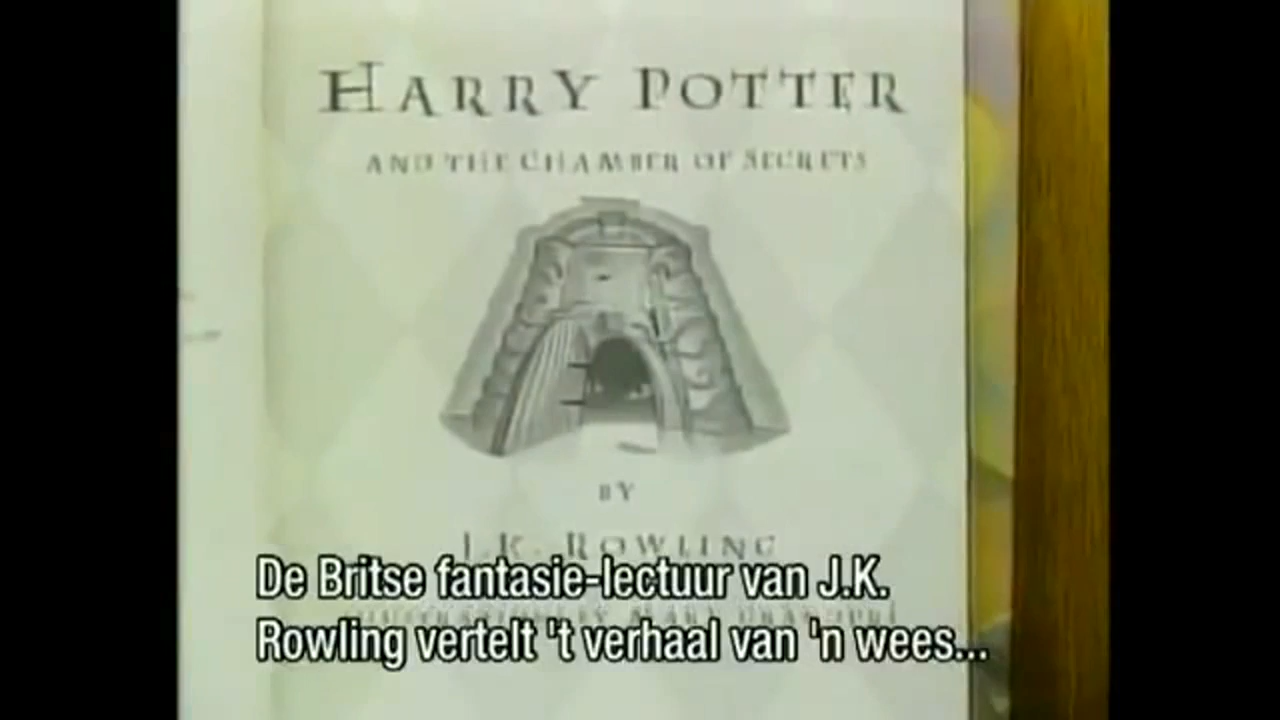 HARRY POTTER
AND THE CHAMBER OF SECRETS
BY
J.K. ROWLING
De Britse fantasie-lectuur van J.K.
Rowling vertelt 't verhaal van 'n wees...